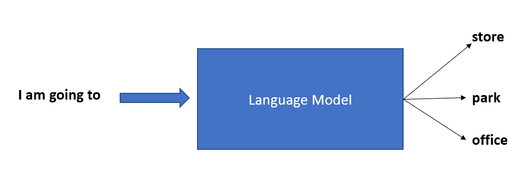 store
I am going to
Language Model
park
office